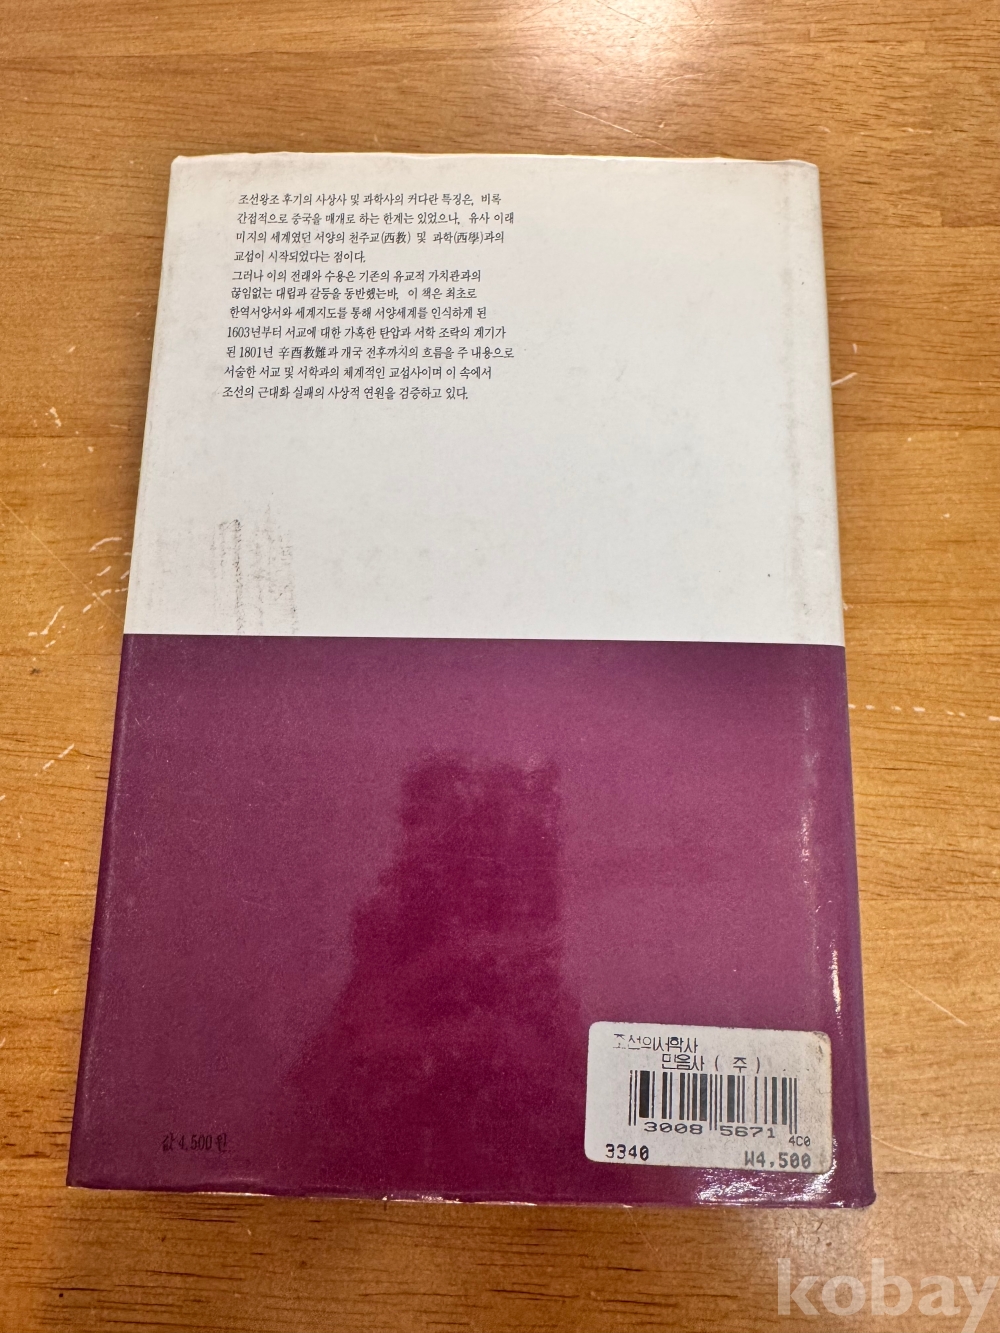 조선왕조 후기의 사상사 및 과학사의 커다란 특징은, 비록
간접적으로 중국을 매개로 하는 한계는 있었으나, 유사 이래
미지의 세계였던 서양의 천주교(西教) 및 과학(西學)과의
교섭이 시작되었다는 점이다.
그러나 이의 전래와 수용은 기존의 유교적 가치관과의
끊임없는 대립과 갈등을 동반했는바, 이 책은 최초로
한역서양서와 세계지도를 통해 서양세계를 인식하게 된
1603년부터 서교에 대한 가혹한 탄압과 서학 조락의 계기가
된 1801년 辛酉教難과 개국 전후까지의 흐름을 주 내용으로
서술한 서교 및 서학과의 체계적인 교섭사이며 이 속에서
조선의 근대화 실패의 사상적 연원을 검증하고 있다.
조선의서학사
민음사 ( 주 )
3008 5671 4C0
3340 W4,500
값 4,500원
kobay